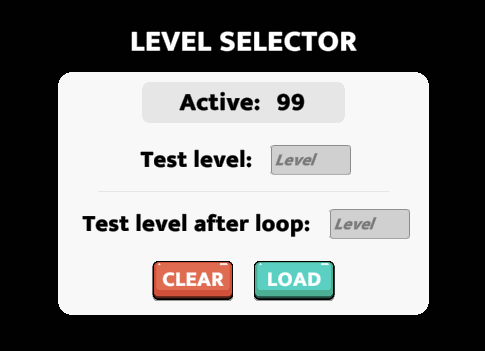 LEVEL SELECTOR
Active: 99
Test level: Level
Test level after loop: Level
CLEAR LOAD